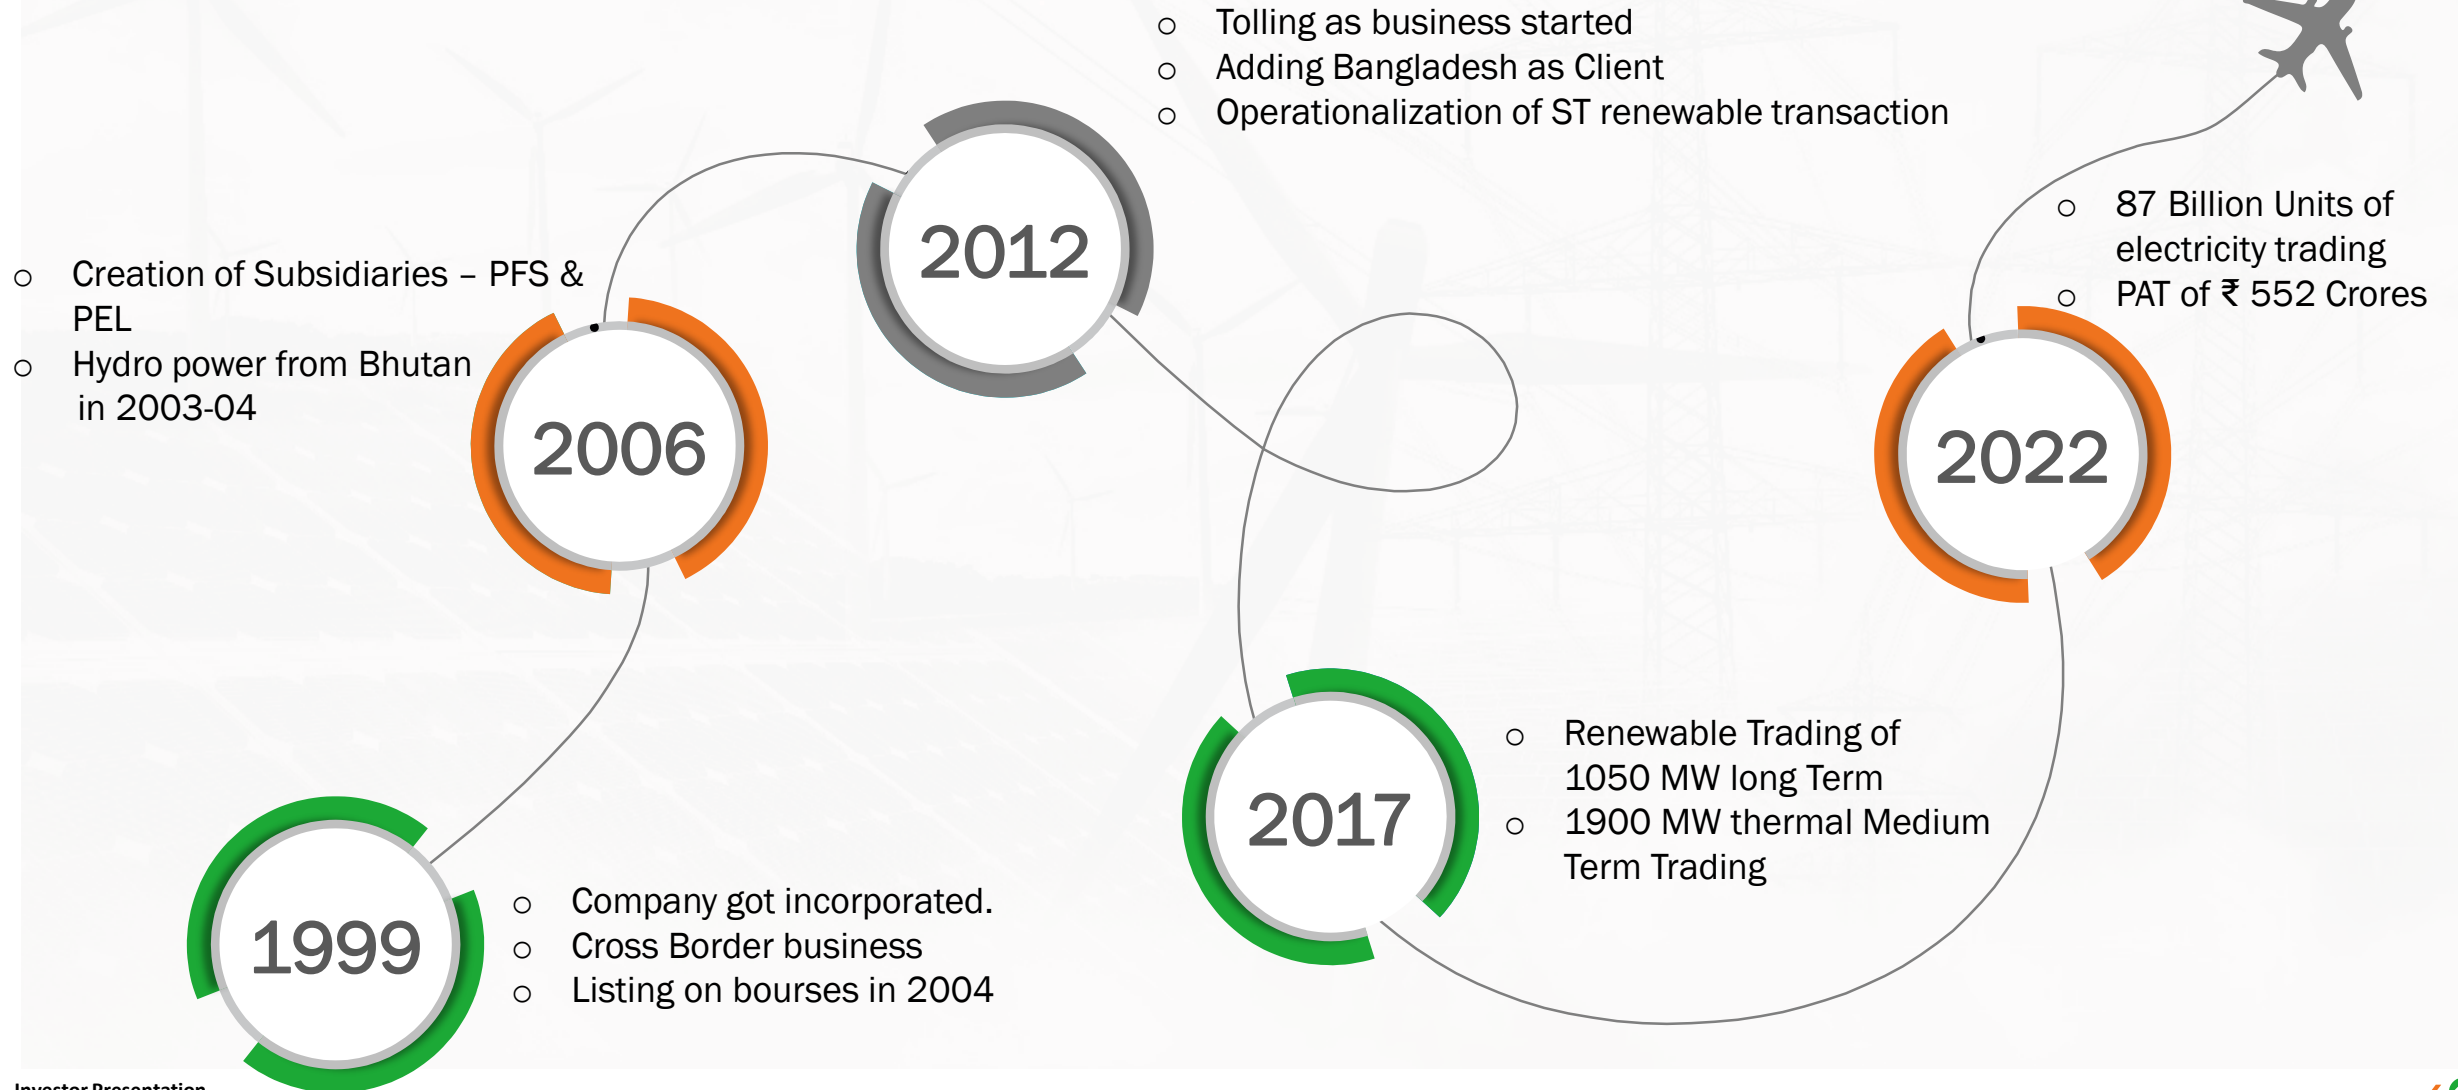 ○ Tolling as business started
○ Adding Bangladesh as Client
○ Operationalization of ST renewable transaction
2012
○ 87 Billion Units of
electricity trading
○ PAT of ₹ 552 Crores
2022
○ Creation of Subsidiaries – PFS &
PEL
○ Hydro power from Bhutan
in 2003-04
2006
2017
○ Renewable Trading of
1050 MW long Term
○ 1900 MW thermal Medium
Term Trading
1999
○ Company got incorporated.
○ Cross Border business
○ Listing on bourses in 2004
Investor Presentation